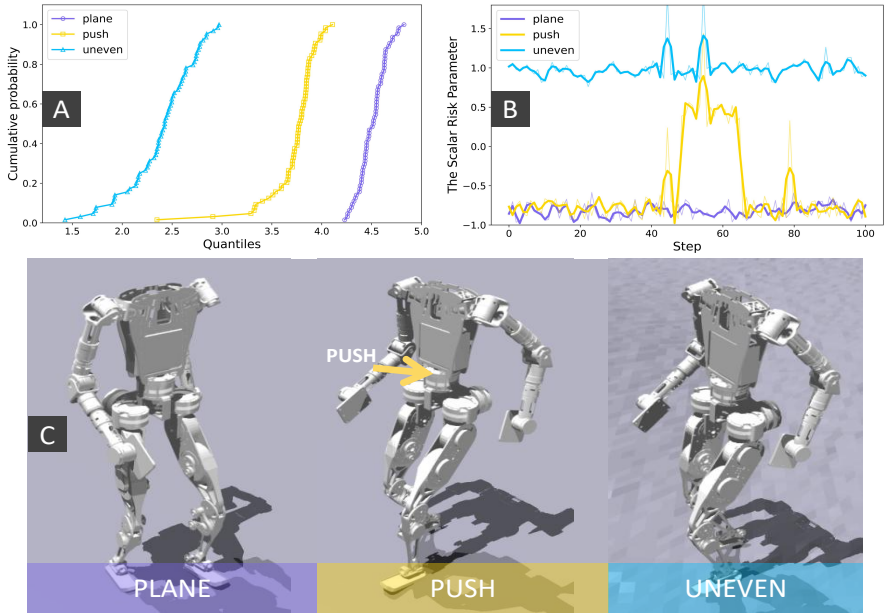 plane
push
uneven
A
Cumulative probability
1.0
0.8
0.6
0.4
0.2
0.0
1.5 2.0 2.5 3.0 3.5 4.0 4.5 5.0
Quantiles
plane
push
uneven
B
The Scalar Risk Parameter
1.5
1.0
0.5
0.0
−0.5
−1.0
0 20 40 60 80 100
Step
C
PUSH
PLANE
PUSH
UNEVEN